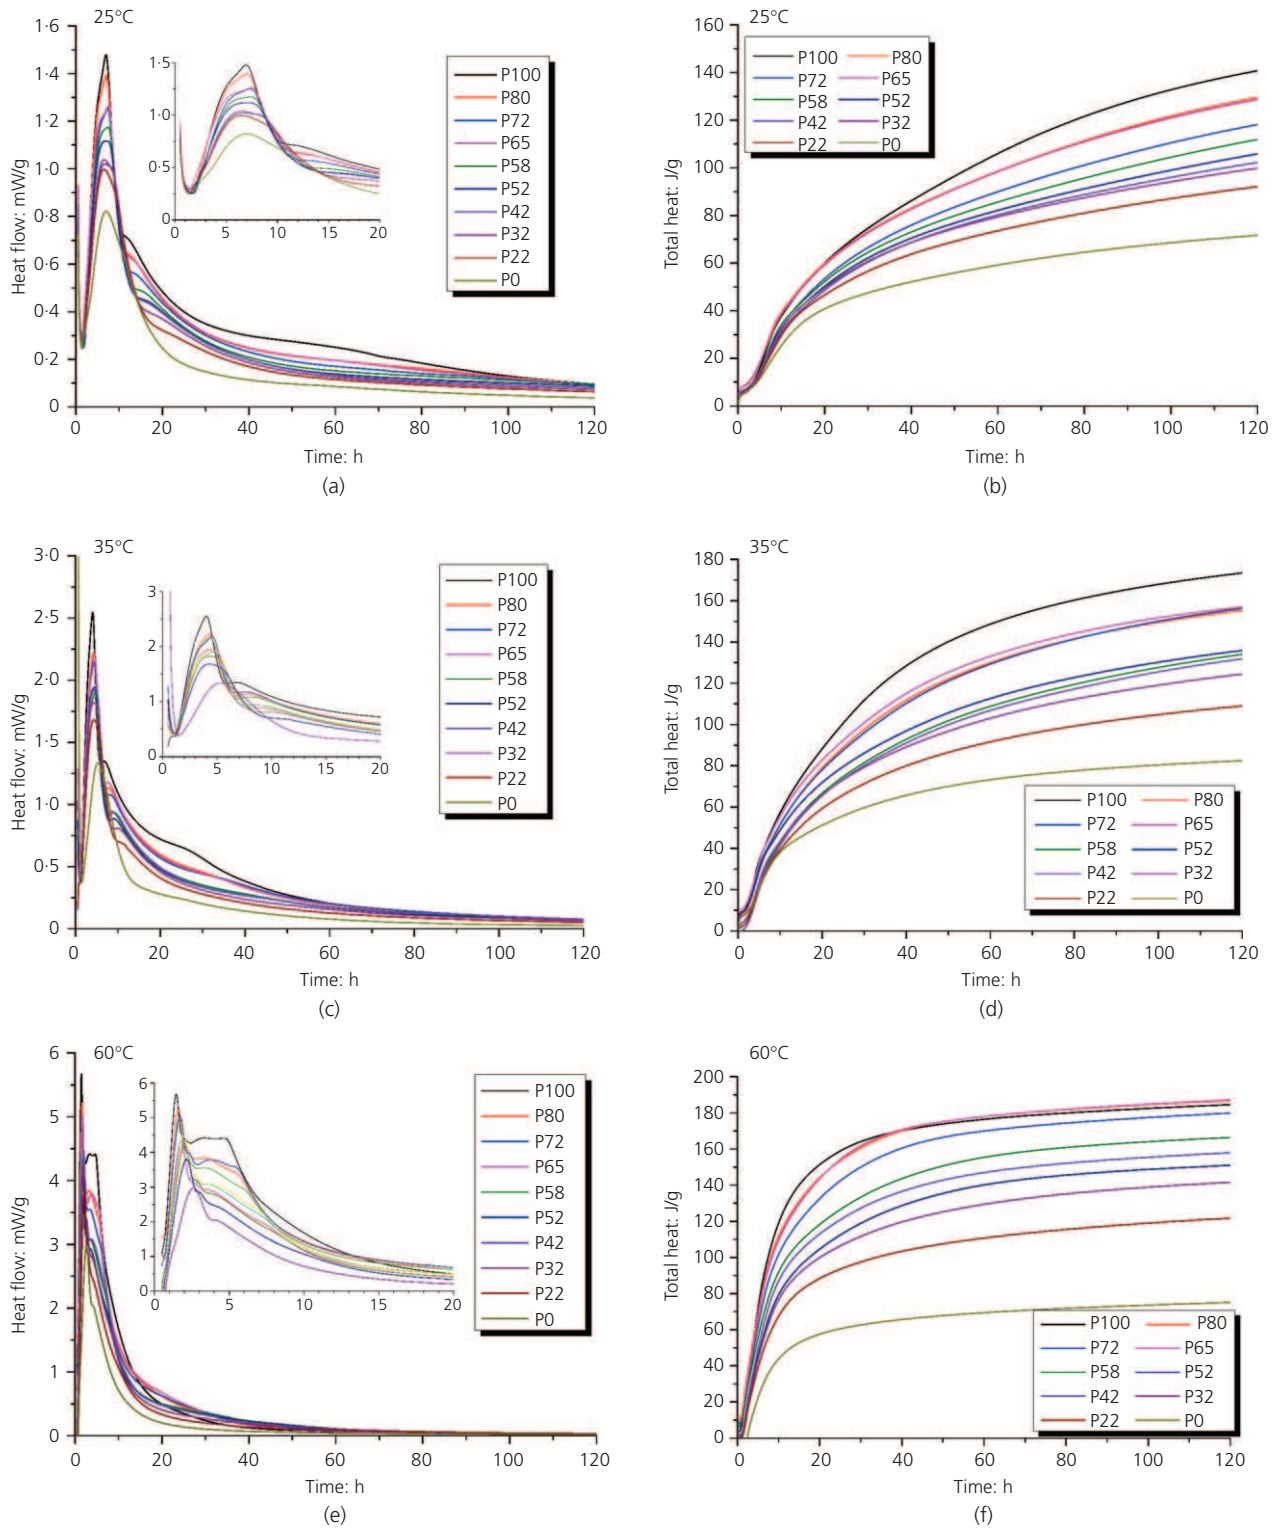 25°C
Heat flow: mW/g
1·6
1·4
1·2
1·0
0·8
0·6
0·4
0·2
0
0 20 40 60 80 100 120
Time: h
(a)
1·5
1·0
0·5
0
0 5 10 15 20
P100
P80
P72
P65
P58
P52
P42
P32
P22
P0
25°C
Total heat: J/g
160
140
120
100
80
60
40
20
0
0 20 40 60 80 100 120
Time: h
(b)
P100 P80
P72 P65
P58 P52
P42 P32
P22 P0
35°C
Heat flow: mW/g
3·0
2·5
2·0
1·5
1·0
0·5
0
0 20 40 60 80 100 120
Time: h
(c)
3
2
1
0
0 5 10 15 20
P100
P80
P72
P65
P58
P52
P42
P32
P22
P0
35°C
Total heat: J/g
180
160
140
120
100
80
60
40
20
0
0 20 40 60 80 100 120
Time: h
(d)
P100 P80
P72 P65
P58 P52
P42 P32
P22 P0
60°C
Heat flow: mW/g
6
5
4
3
2
1
0
0 20 40 60 80 100 120
Time: h
(e)
6
5
4
3
2
1
0
0 5 10 15 20
P100
P80
P72
P65
P58
P52
P42
P32
P22
P0
60°C
Total heat: J/g
200
180
160
140
120
100
80
60
40
20
0
0 20 40 60 80 100 120
Time: h
(f)
P100 P80
P72 P65
P58 P52
P42 P32
P22 P0